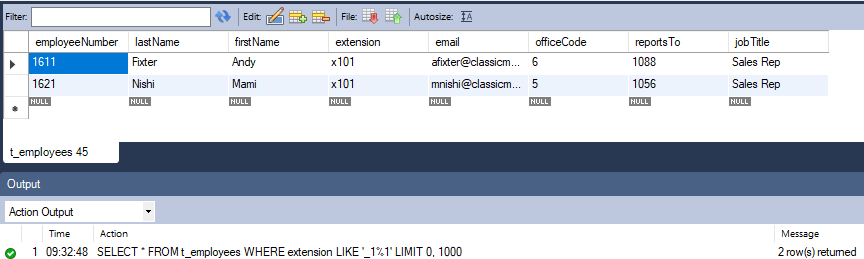 Filter: Edit: File: Autosize:
employeeNumber lastName firstName extension email officeCode reportsTo jobTitle
1611 Fixter Andy x101 afixter@classicm... 6 1088 Sales Rep
1621 Nishi Mami x101 mnishi@classicm... 5 1056 Sales Rep
NULL NULL NULL NULL NULL NULL NULL NULL
t_employees 45
Output
Action Output
Time Action Message
1 09:32:48 SELECT * FROM t_employees WHERE extension LIKE '_1%1' LIMIT 0, 1000 2 row(s) returned